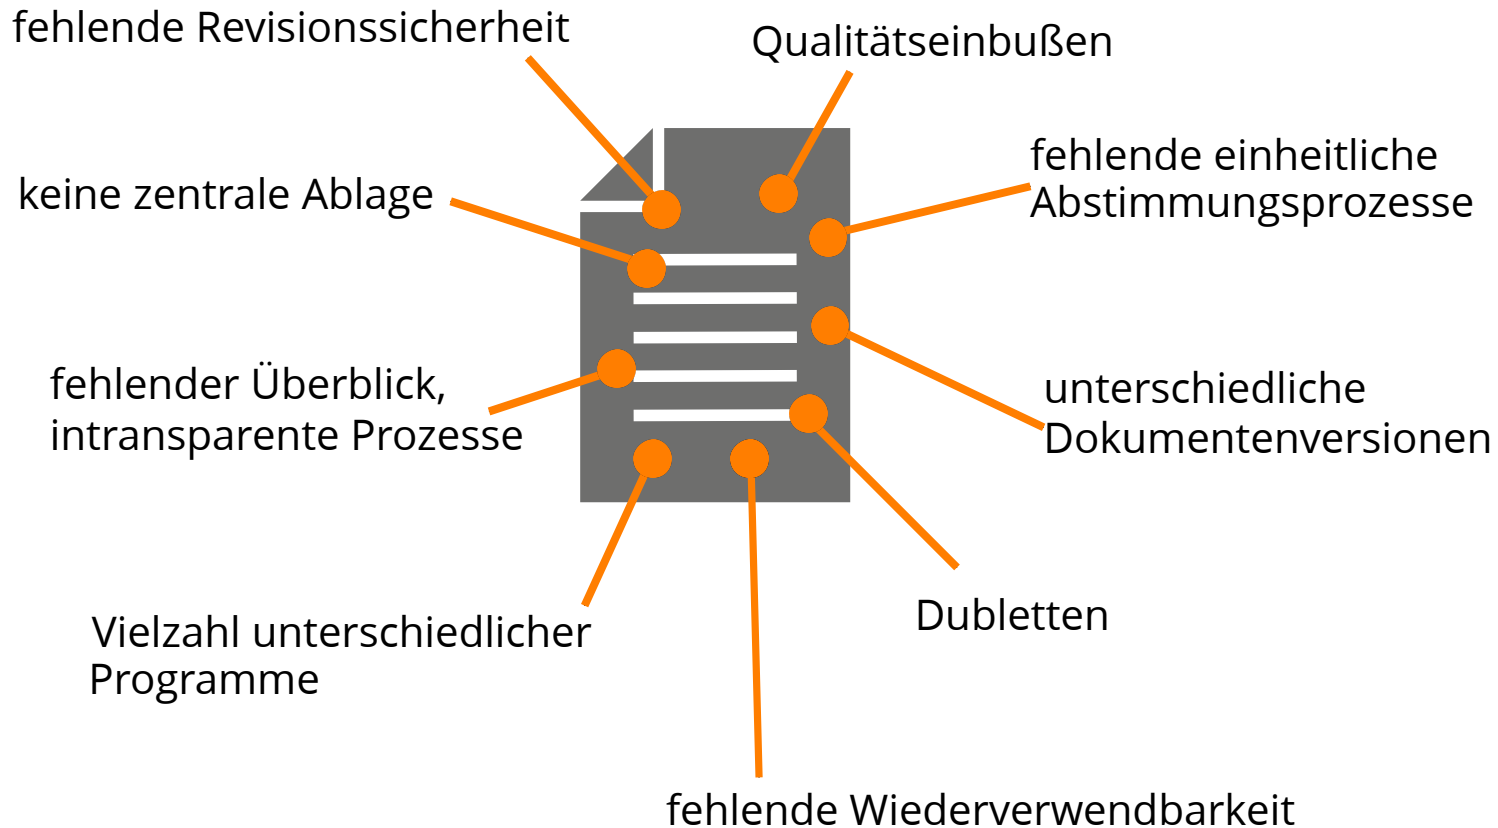 fehlende Revisionssicherheit
Qualitätseinbußen
fehlende einheitliche
Abstimmungsprozesse
keine zentrale Ablage
fehlender Überblick,
intransparente Prozesse
unterschiedliche
Dokumentenversionen
Vielzahl unterschiedlicher
Programme
Dubletten
fehlende Wiederverwendbarkeit